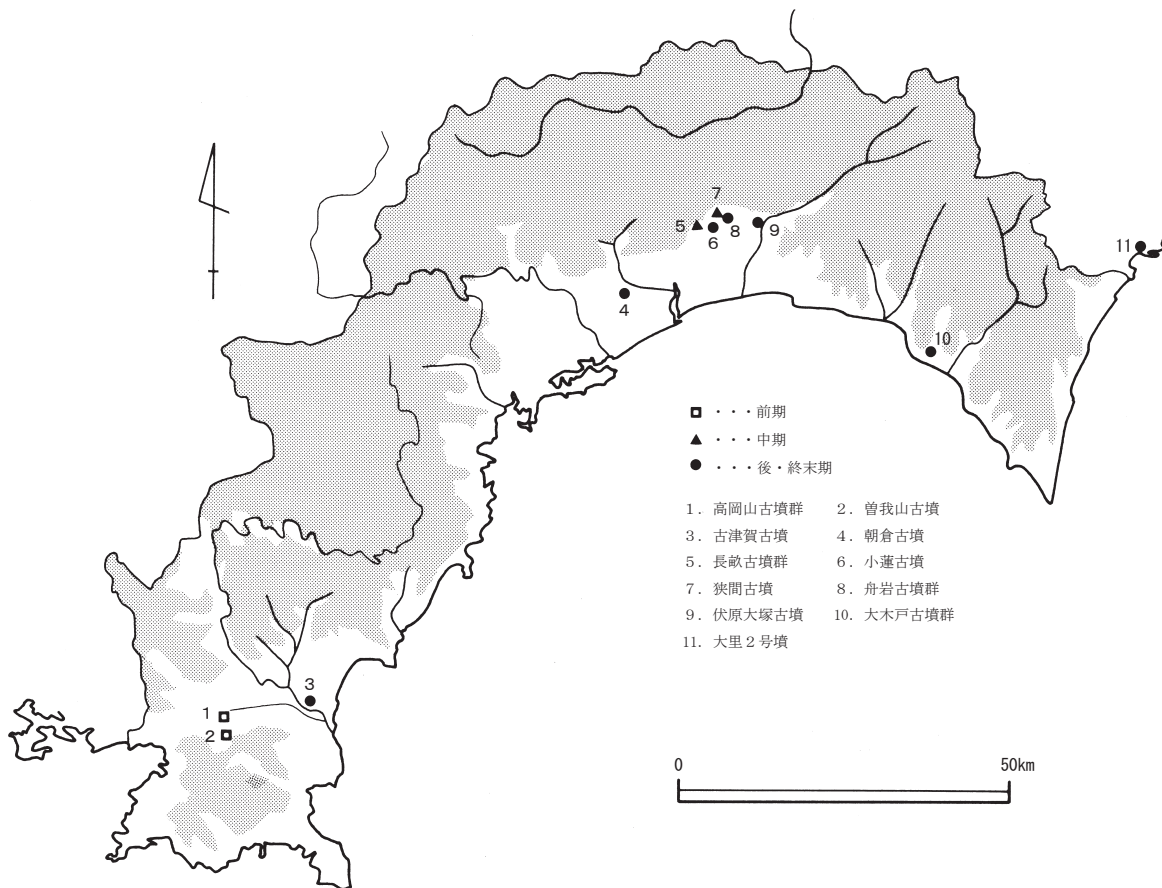 7
5
6
8
9
11
4
10
・・・前期
・・・中期
・・・後・終末期
1．高岡山古墳群 2．曽我山古墳
3．古津賀古墳 4．朝倉古墳
5．長畝古墳群 6．小蓮古墳
7．狭間古墳 8．舟岩古墳群
9．伏原大塚古墳 10．大木戸古墳群
11．大里２号墳
3
1
2
0 50km